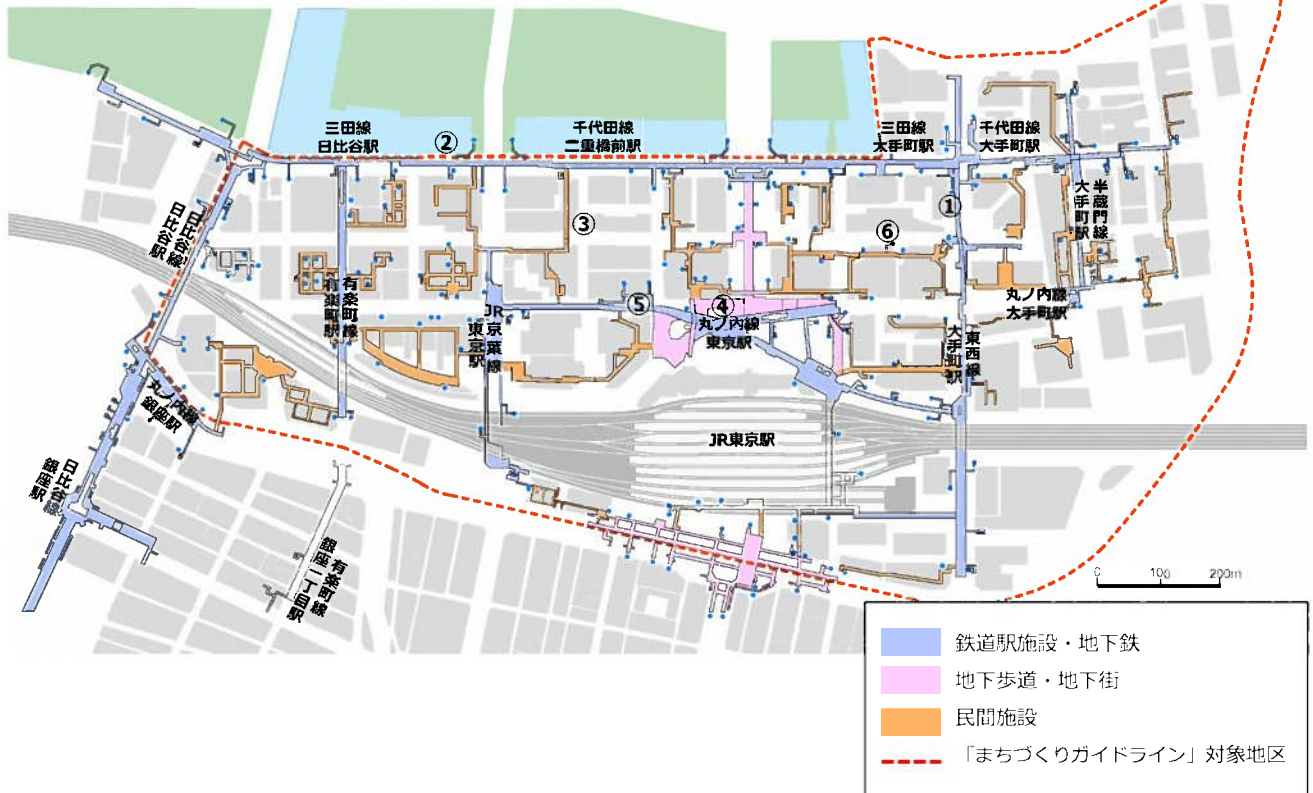 三田線
日比谷駅
②
千代田線
二重橋前駅
三田線
大手町駅
千代田線
大手町駅
半蔵門線
大手町駅
①
③
⑥
日比谷線
日比谷駅
有楽町線
有楽町駅
JR京葉線
東京駅
⑤
④
丸ノ内線
東京駅
丸ノ内線
大手町駅
東西線
大手町駅
丸ノ内線
銀座駅
JR東京駅
日比谷線
銀座駅
有楽町線
銀座一丁目駅
0 100 200m
鉄道駅施設・地下鉄
地下歩道・地下街
民間施設
「まちづくりガイドライン」対象地区